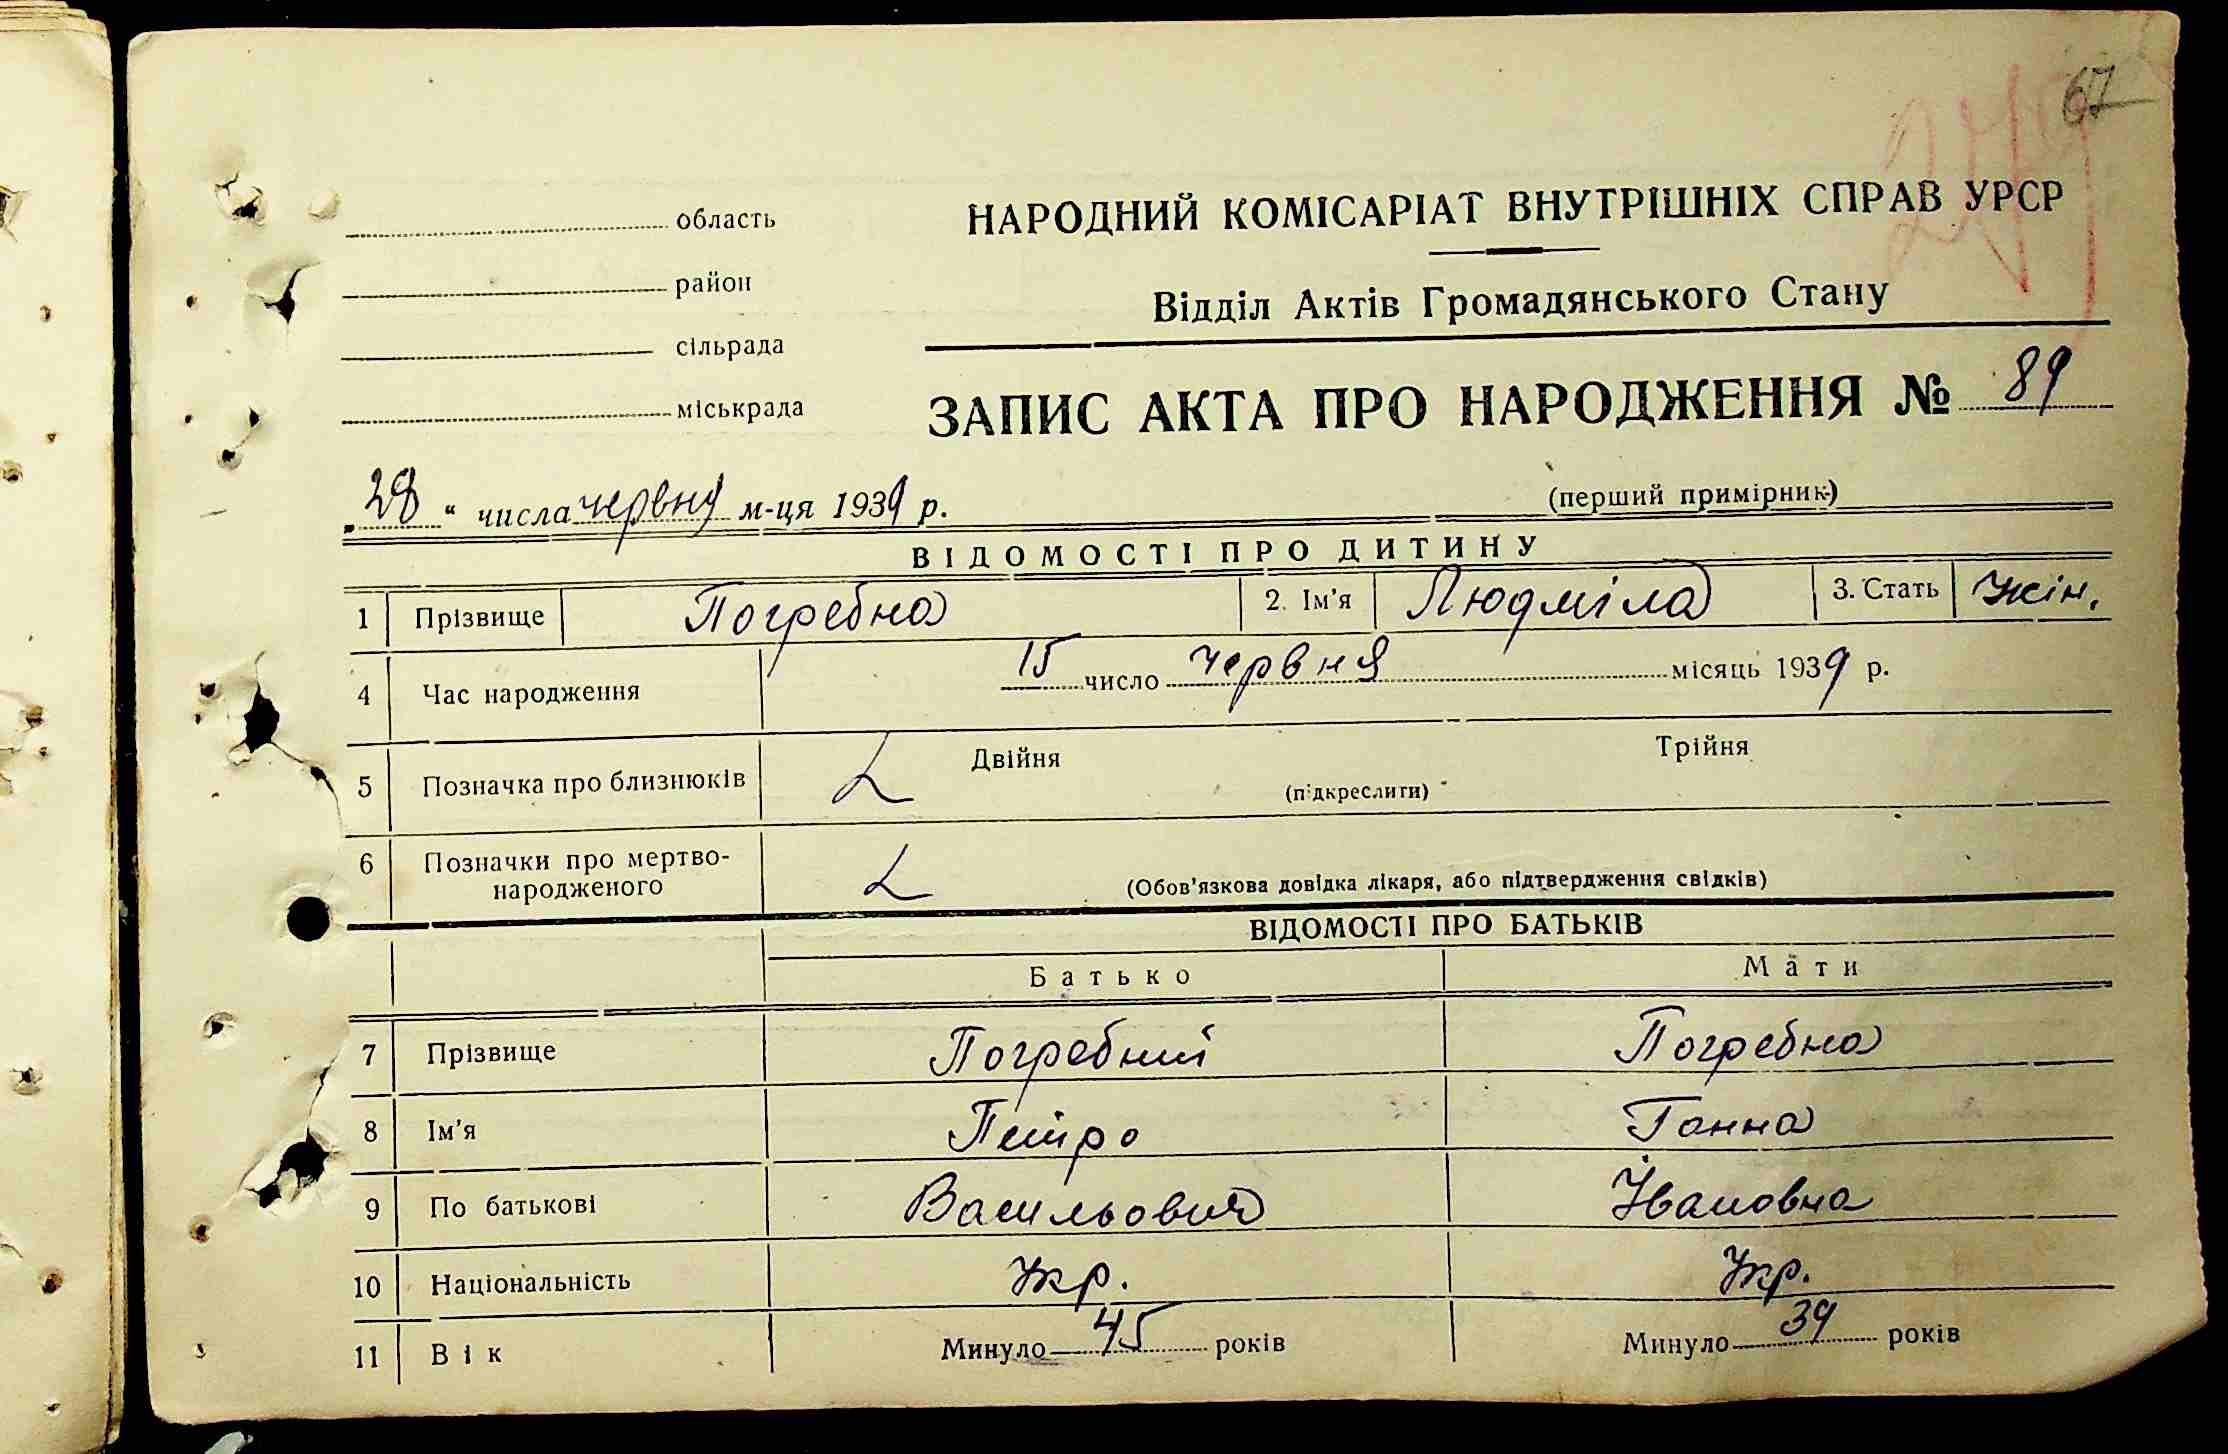 67
область
НАРОДНИЙ КОМІСАРІАТ ВНУТРІШНІХ СПРАВ УРСР
район
Відділ Актів Громадянського Стану
сільрада
міськрада
ЗАПИС АКТА ПРО НАРОДЖЕННЯ № 89
„28“ числа червня м-ця 1939 р.
(перший примірник)
ВІДОМОСТІ ПРО ДИТИНУ
1 Прізвище Погребна 2. Ім'я Людміла 3. Стать жін.
4 Час народження 15 число червня місяць 1939 р.
5 Позначка про близнюків Двійня Трійня
(підкреслити)
6 Позначки про мертво-
народженого (Обов'язкова довідка лікаря, або підтвердження свідків)
ВІДОМОСТІ ПРО БАТЬКІВ
Батько Мати
7 Прізвище Погребний Погребна
8 Ім'я Петро Ганна
9 По батькові Васильович Івановна
10 Національність Укр. Укр.
11 Вік Минуло 45 років Минуло 39 років